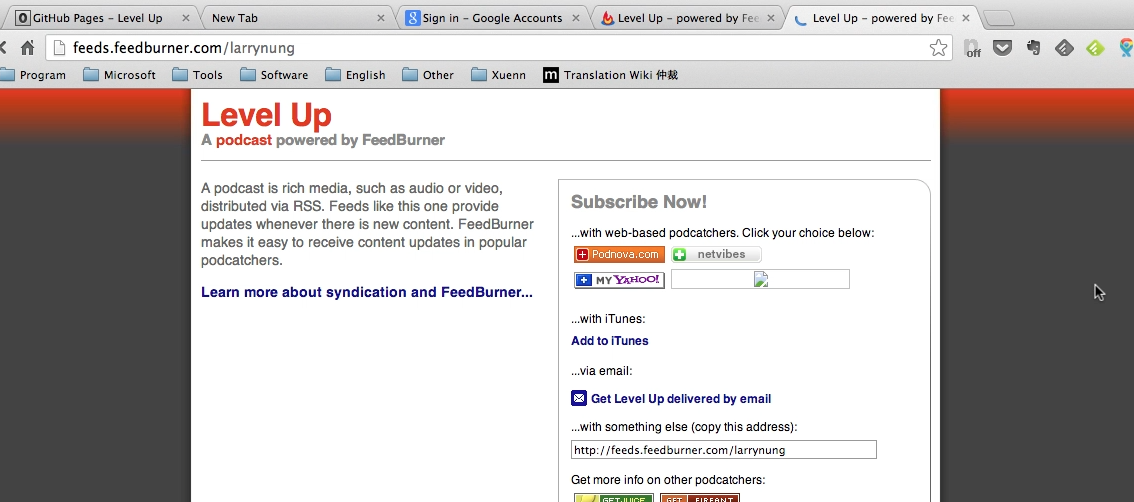 GitHub Pages – Level Up
New Tab
Sign in – Google Accounts
Level Up – powered by Fee
Level Up – powered by Fee
feeds.feedburner.com/larrynung
off
Program
Microsoft
Tools
Software
English
Other
Xuenn
m
Translation Wiki 仲裁
Level Up
A podcast powered by FeedBurner
A podcast is rich media, such as audio or video,
distributed via RSS. Feeds like this one provide
updates whenever there is new content. FeedBurner
makes it easy to receive content updates in popular
podcatchers.
Learn more about syndication and FeedBurner...
Subscribe Now!
...with web-based podcatchers. Click your choice below:
Podnova.com
netvibes
MY YAHOO!
...with iTunes:
Add to iTunes
...via email:
Get Level Up delivered by email
...with something else (copy this address):
http://feeds.feedburner.com/larrynung
Get more info on other podcatchers:
GET JUICE
GET FIREANT